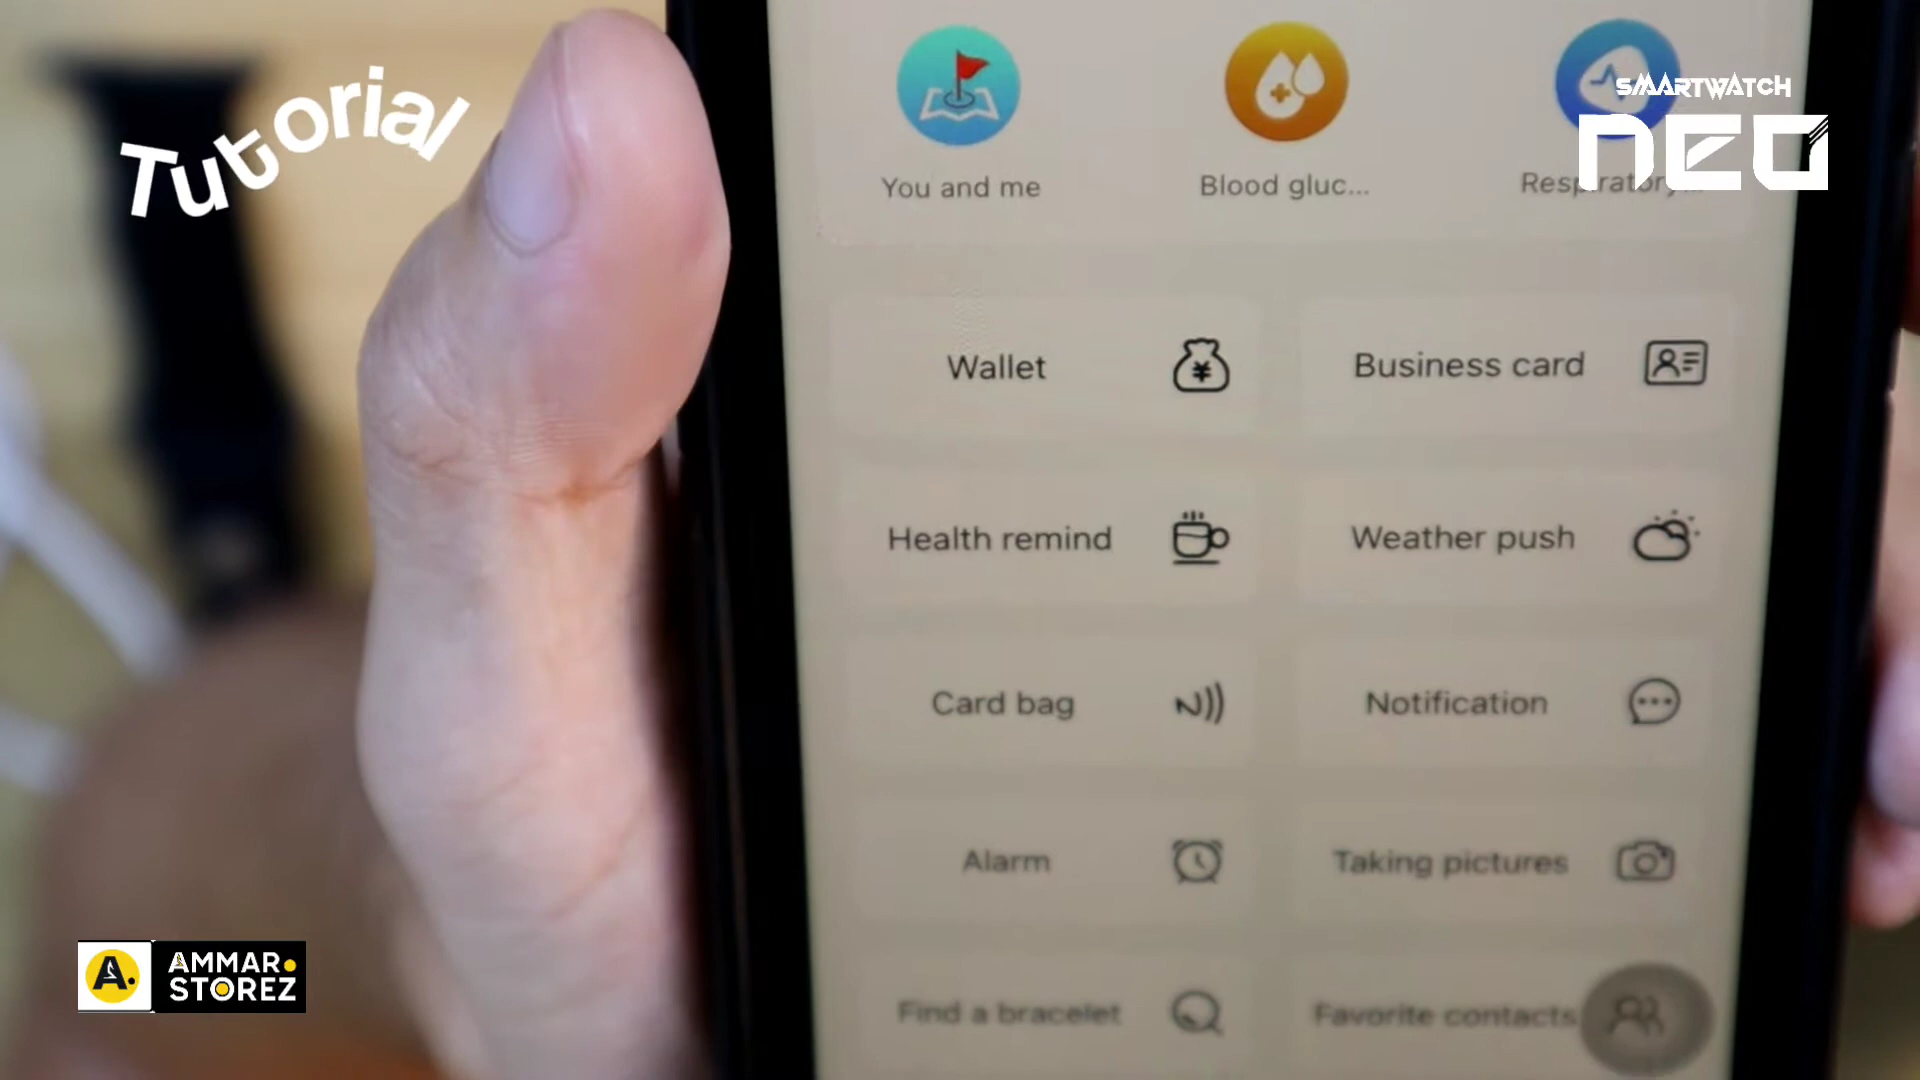 Tutorial
SMARTWATCH
NEO
You and me
Blood gluc...
Respiratory...
Wallet
Business card
Health remind
Weather push
Card bag
Notification
Alarm
Taking pictures
Find a bracelet
Favorite contacts
A.
AMMAR
STOREZ